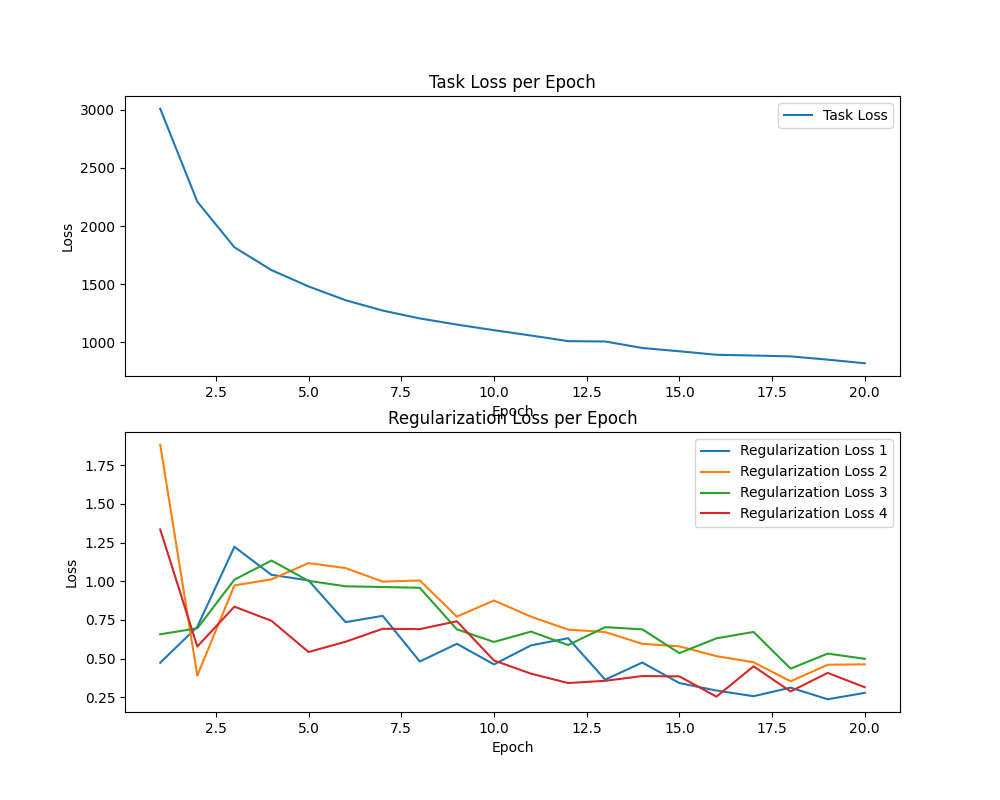 Task Loss per Epoch
3000
2500
2000
1500
1000
Loss
Task Loss
2.5 5.0 7.5 10.0 12.5 15.0 17.5 20.0
Epoch
Regularization Loss per Epoch
1.75
1.50
1.25
1.00
0.75
0.50
0.25
Loss
Regularization Loss 1
Regularization Loss 2
Regularization Loss 3
Regularization Loss 4
2.5 5.0 7.5 10.0 12.5 15.0 17.5 20.0
Epoch